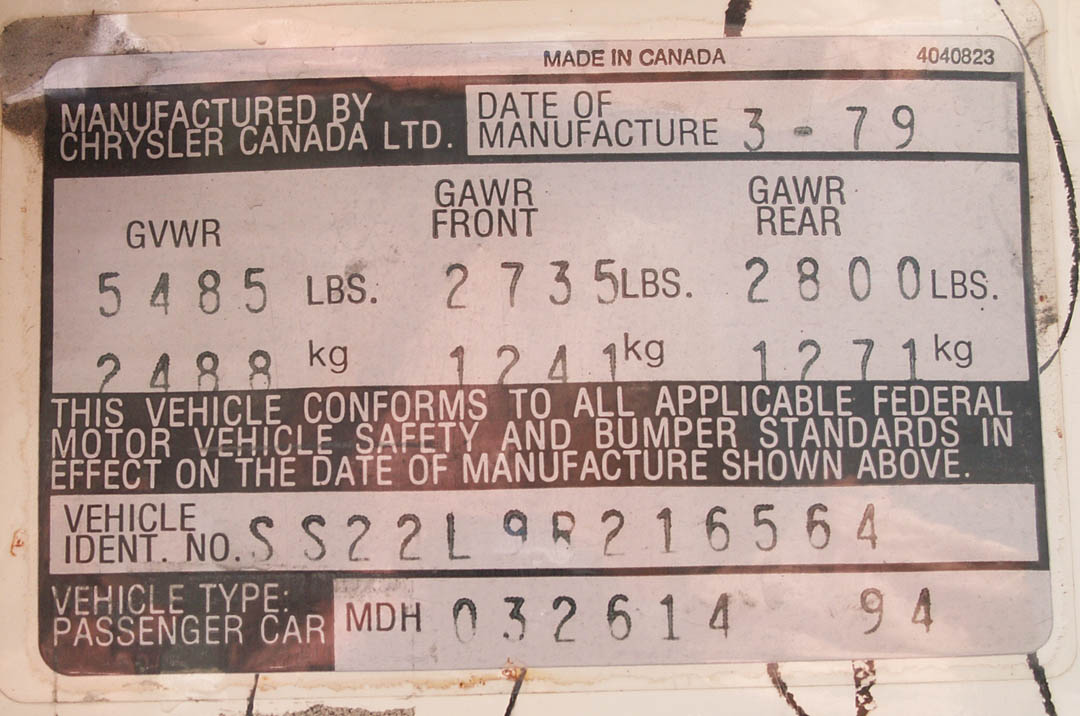 MADE IN CANADA 4040823
MANUFACTURED BY
CHRYSLER CANADA LTD.
DATE OF
MANUFACTURE 3 - 79
GVWR
GAWR
FRONT
GAWR
REAR
5485 LBS. 2735 LBS. 2800 LBS.
2488 kg 1241 kg 1271 kg
THIS VEHICLE CONFORMS TO ALL APPLICABLE FEDERAL
MOTOR VEHICLE SAFETY AND BUMPER STANDARDS IN
EFFECT ON THE DATE OF MANUFACTURE SHOWN ABOVE.
VEHICLE
IDENT. NO. SS22L9R216564
VEHICLE TYPE:
PASSENGER CAR
MDH 032614 94